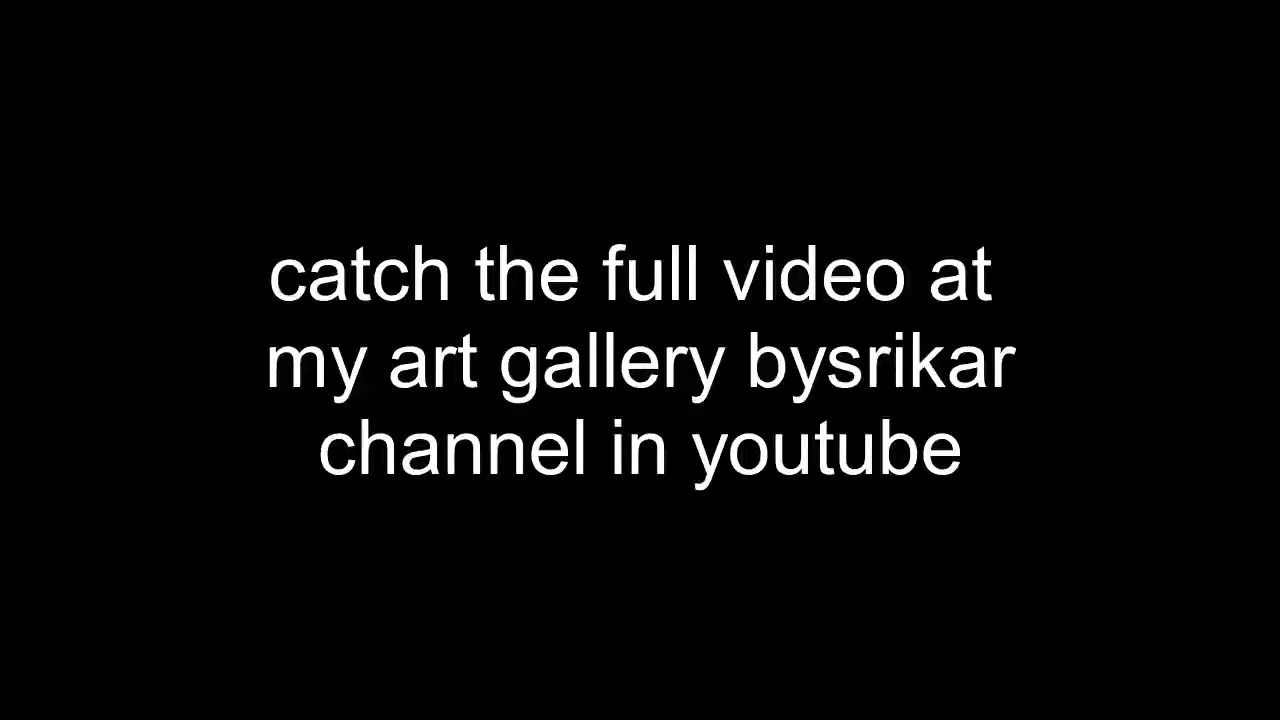 catch the full video at
my art gallery bysrikar
channel in youtube